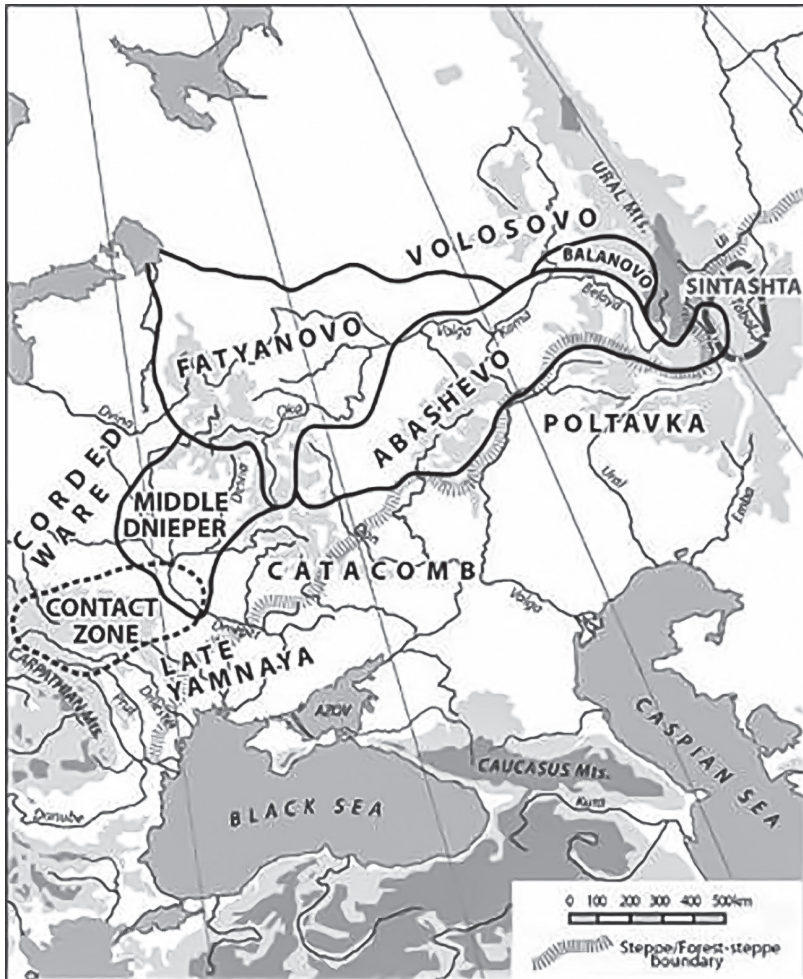 VOLOSOVO
URAL Mts.
BALANOVO
Ui
SINTASHTA
Tobol
Belaya
FATYANOVO
Volga
Kama
ABASHEVO
Oka
POLTAVKA
CORDED
WARE
MIDDLE
DNIEPER
Desna
Ural
Emba
Don
CATACOMB
CONTACT
ZONE
Volga
Dnieper
LATE
YAMNAYA
CARPATHIAN Mts.
Prut
AZOV
CASPIAN SEA
CAUCASUS Mts.
Danube
BLACK SEA
Kura
0 100 200 300 400 500km
Steppe/Forest-steppe
boundary